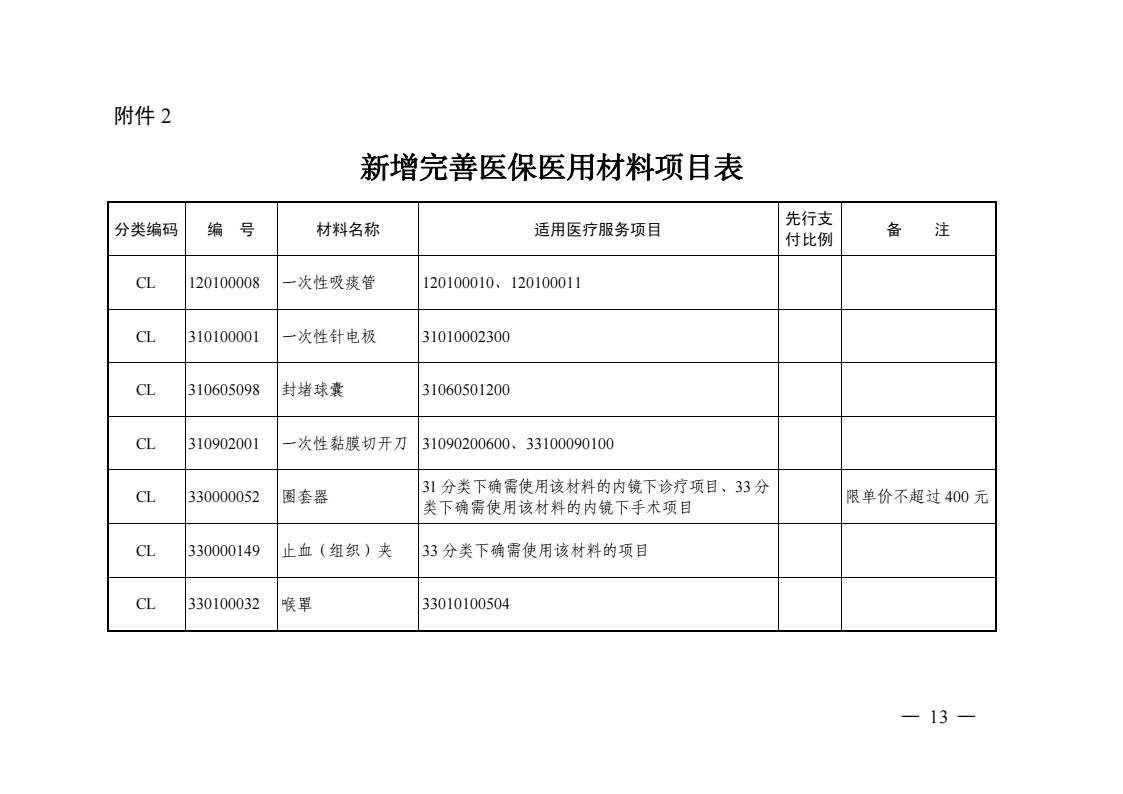 附件 2
新增完善医保医用材料项目表
分类编码 编 号 材料名称 适用医疗服务项目 先行支付比例 备 注
CL 120100008 一次性吸痰管 120100010、120100011
CL 310100001 一次性针电极 31010002300
CL 310605098 封堵球囊 31060501200
CL 310902001 一次性黏膜切开刀 31090200600、33100090100
CL 330000052 圈套器 31 分类下确需使用该材料的内镜下诊疗项目、33 分
类下确需使用该材料的内镜下手术项目 限单价不超过 400 元
CL 330000149 止血（组织）夹 33 分类下确需使用该材料的项目
CL 330100032 喉罩 33010100504
— 13 —